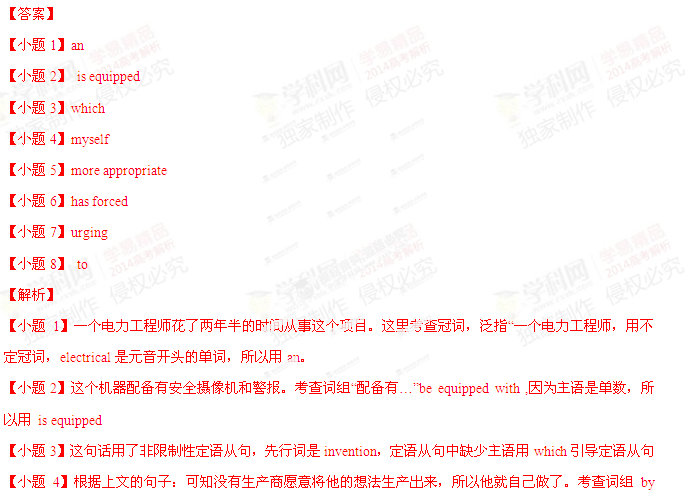 【答案】
【小题1】an
【小题2】 is equipped
【小题3】which
【小题4】myself
【小题5】more appropriate
【小题6】has forced
【小题7】urging
【小题8】 to
【解析】
【小题 1】一个电力工程师花了两年半的时间从事这个项目。这里考查冠词，泛指“一个电力工程师，用不
定冠词，electrical 是元音开头的单词，所以用 an。
【小题 2】这个机器配备有安全摄像机和警报。考查词组“配备有…”be equipped with ,因为主语是单数，所
以用 is equipped
【小题 3】这句话用了非限制性定语从句，先行词是 invention，定语从句中缺少主语用 which 引导定语从句
【小题 4】根据上文的句子；可知没有生产商愿意将他的想法生产出来，所以他就自己做了。考查词组 by